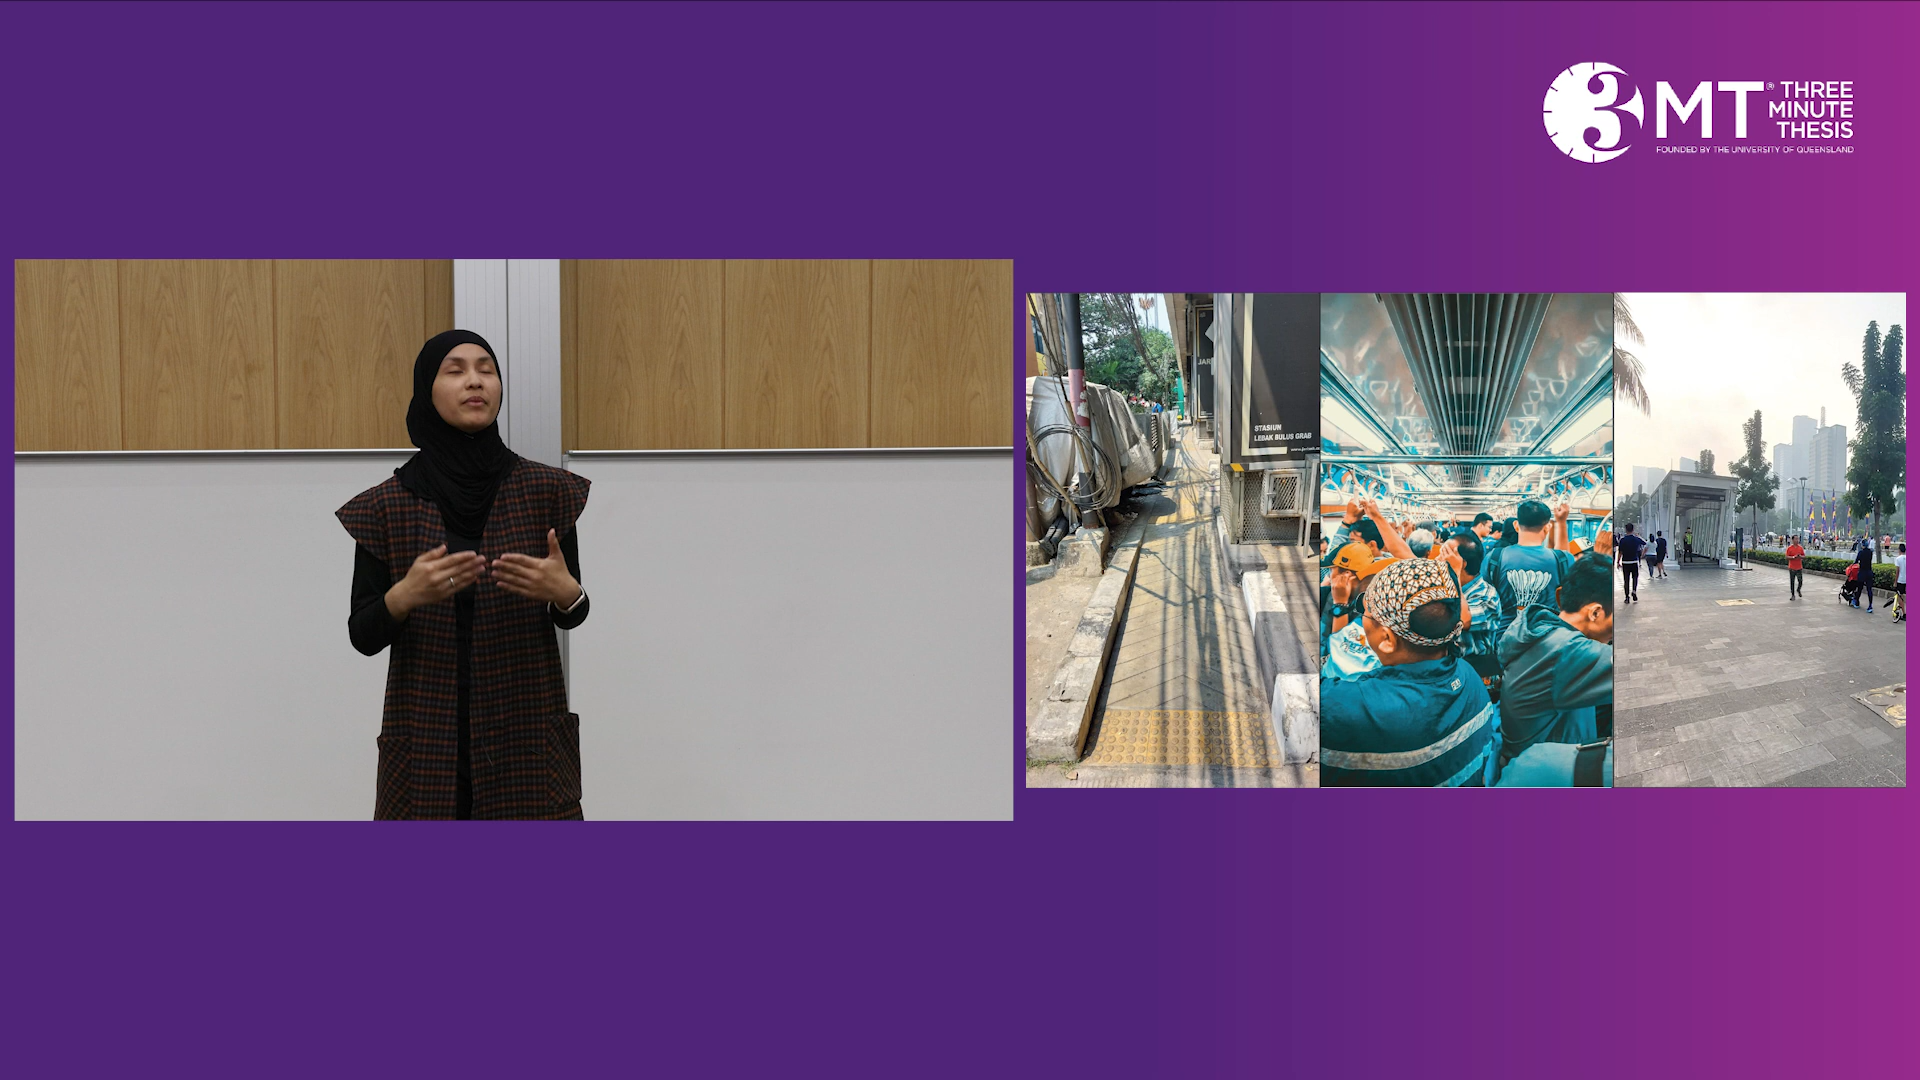 3MT® THREE
MINUTE
THESIS
FOUNDED BY THE UNIVERSITY OF QUEENSLAND
STASIUN
LEBAK BULUS GRAB